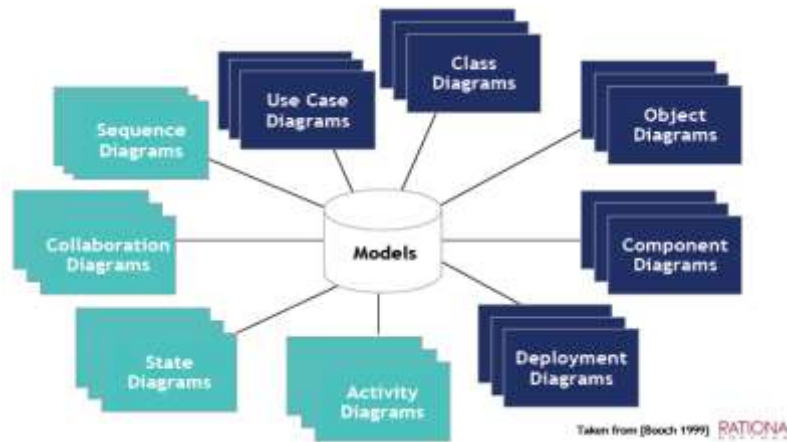 Class
Diagrams
Use Case
Diagrams
Object
Diagrams
Sequence
Diagrams
Collaboration
Diagrams
Models
Component
Diagrams
State
Diagrams
Activity
Diagrams
Deployment
Diagrams
Taken from [Booch 1999]
RATIONA